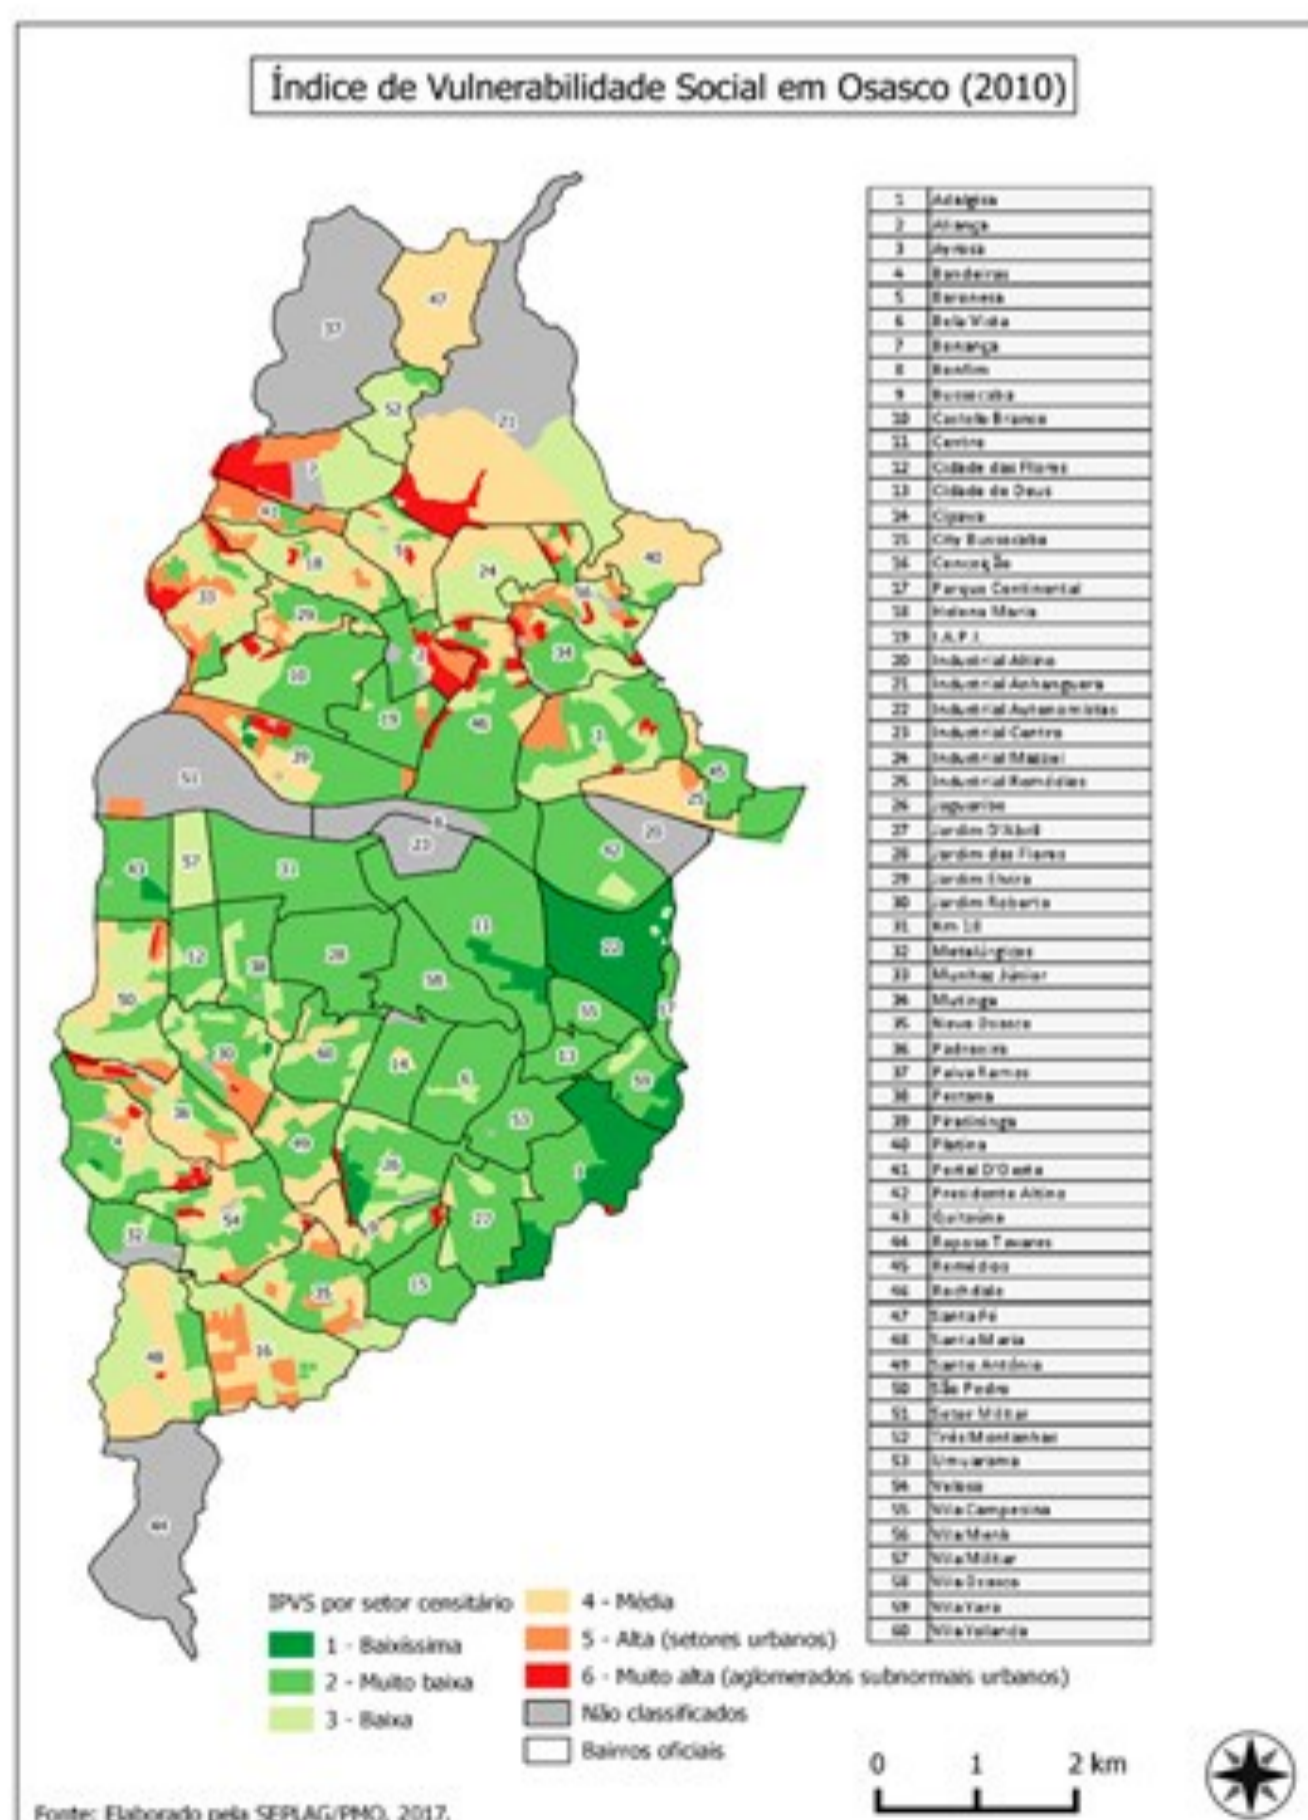 Índice de Vulnerabilidade Social em Osasco (2010)
1 Adalgisa
2 Aliança
3 Ayrosa
4 Bandeiras
5 Baronesa
6 Bela Vista
7 Bonança
8 Bonfim
9 Bussocaba
10 Castelo Branco
11 Centro
12 Cidade das Flores
13 Cidade de Deus
14 Cipava
15 City Bussocaba
16 Conceição
17 Parque Continental
18 Helena Maria
19 I.A.P.I.
20 Industrial Altino
21 Industrial Anhanguera
22 Industrial Autonomistas
23 Industrial Centro
24 Industrial Mazzei
25 Industrial Remédios
26 Jaguaribe
27 Jardim D'Abril
28 Jardim das Flores
29 Jardim Elvira
30 Jardim Roberto
31 Km 18
32 Metalúrgicos
33 Munhoz Júnior
34 Mutinga
35 Novo Osasco
36 Padroeira
37 Paiva Ramos
38 Pestana
39 Piratininga
40 Platina
41 Portal D'Oeste
42 Presidente Altino
43 Quitaúna
44 Raposo Tavares
45 Remédios
46 Rochdale
47 Santa Fé
48 Santa Maria
49 Santo Antônio
50 São Pedro
51 Setor Militar
52 Três Montanhas
53 Umuarama
54 Veloso
55 Vila Campesina
56 Vila Menk
57 Vila Militar
58 Vila Osasco
59 Vila Yara
60 Vila Yolanda
IPVS por setor censitário
1 - Baixíssima
2 - Muito baixa
3 - Baixa
4 - Média
5 - Alta (setores urbanos)
6 - Muito alta (aglomerados subnormais urbanos)
Não classificados
Bairros oficiais
0 1 2 km
Fonte: Elaborado pela SEPLAG/PMO, 2017.